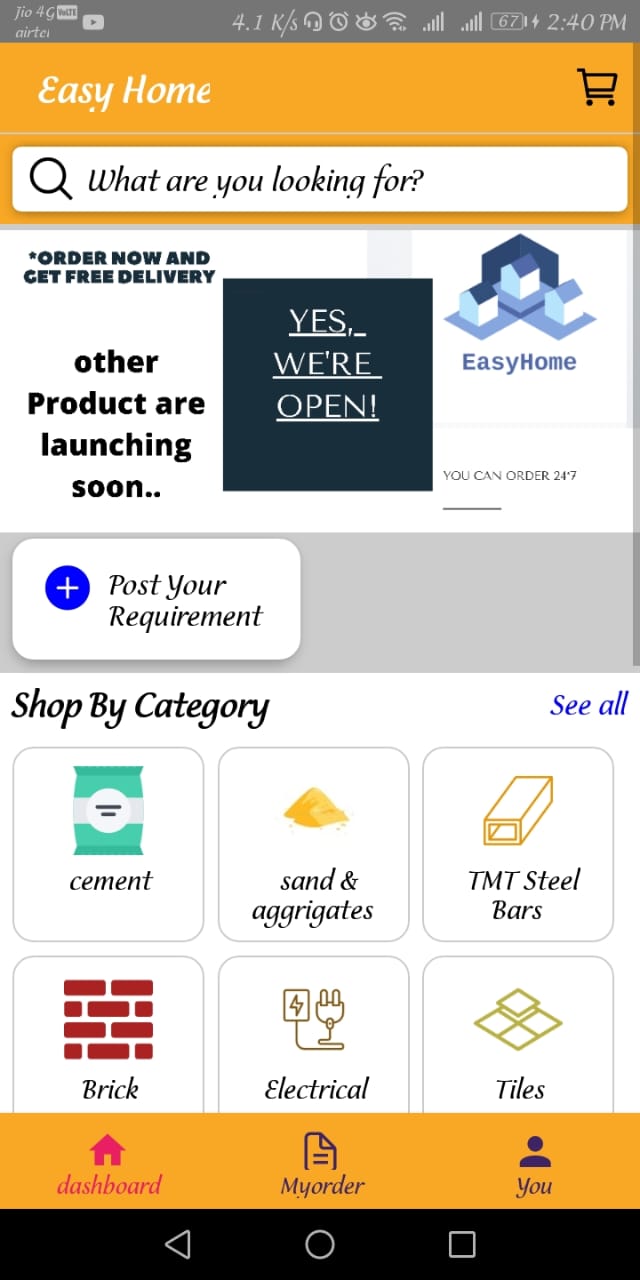 Jio 4G VoLTE
airtel
4.1 K/s 67 2:40 PM
Easy Home
What are you looking for?
*ORDER NOW AND
GET FREE DELIVERY
other
Product are
launching
soon..
YES,
WE'RE
OPEN!
EasyHome
YOU CAN ORDER 24*7
Post Your
Requirement
Shop By Category
See all
cement
sand &
aggrigates
TMT Steel
Bars
Brick
Electrical
Tiles
dashboard
Myorder
You